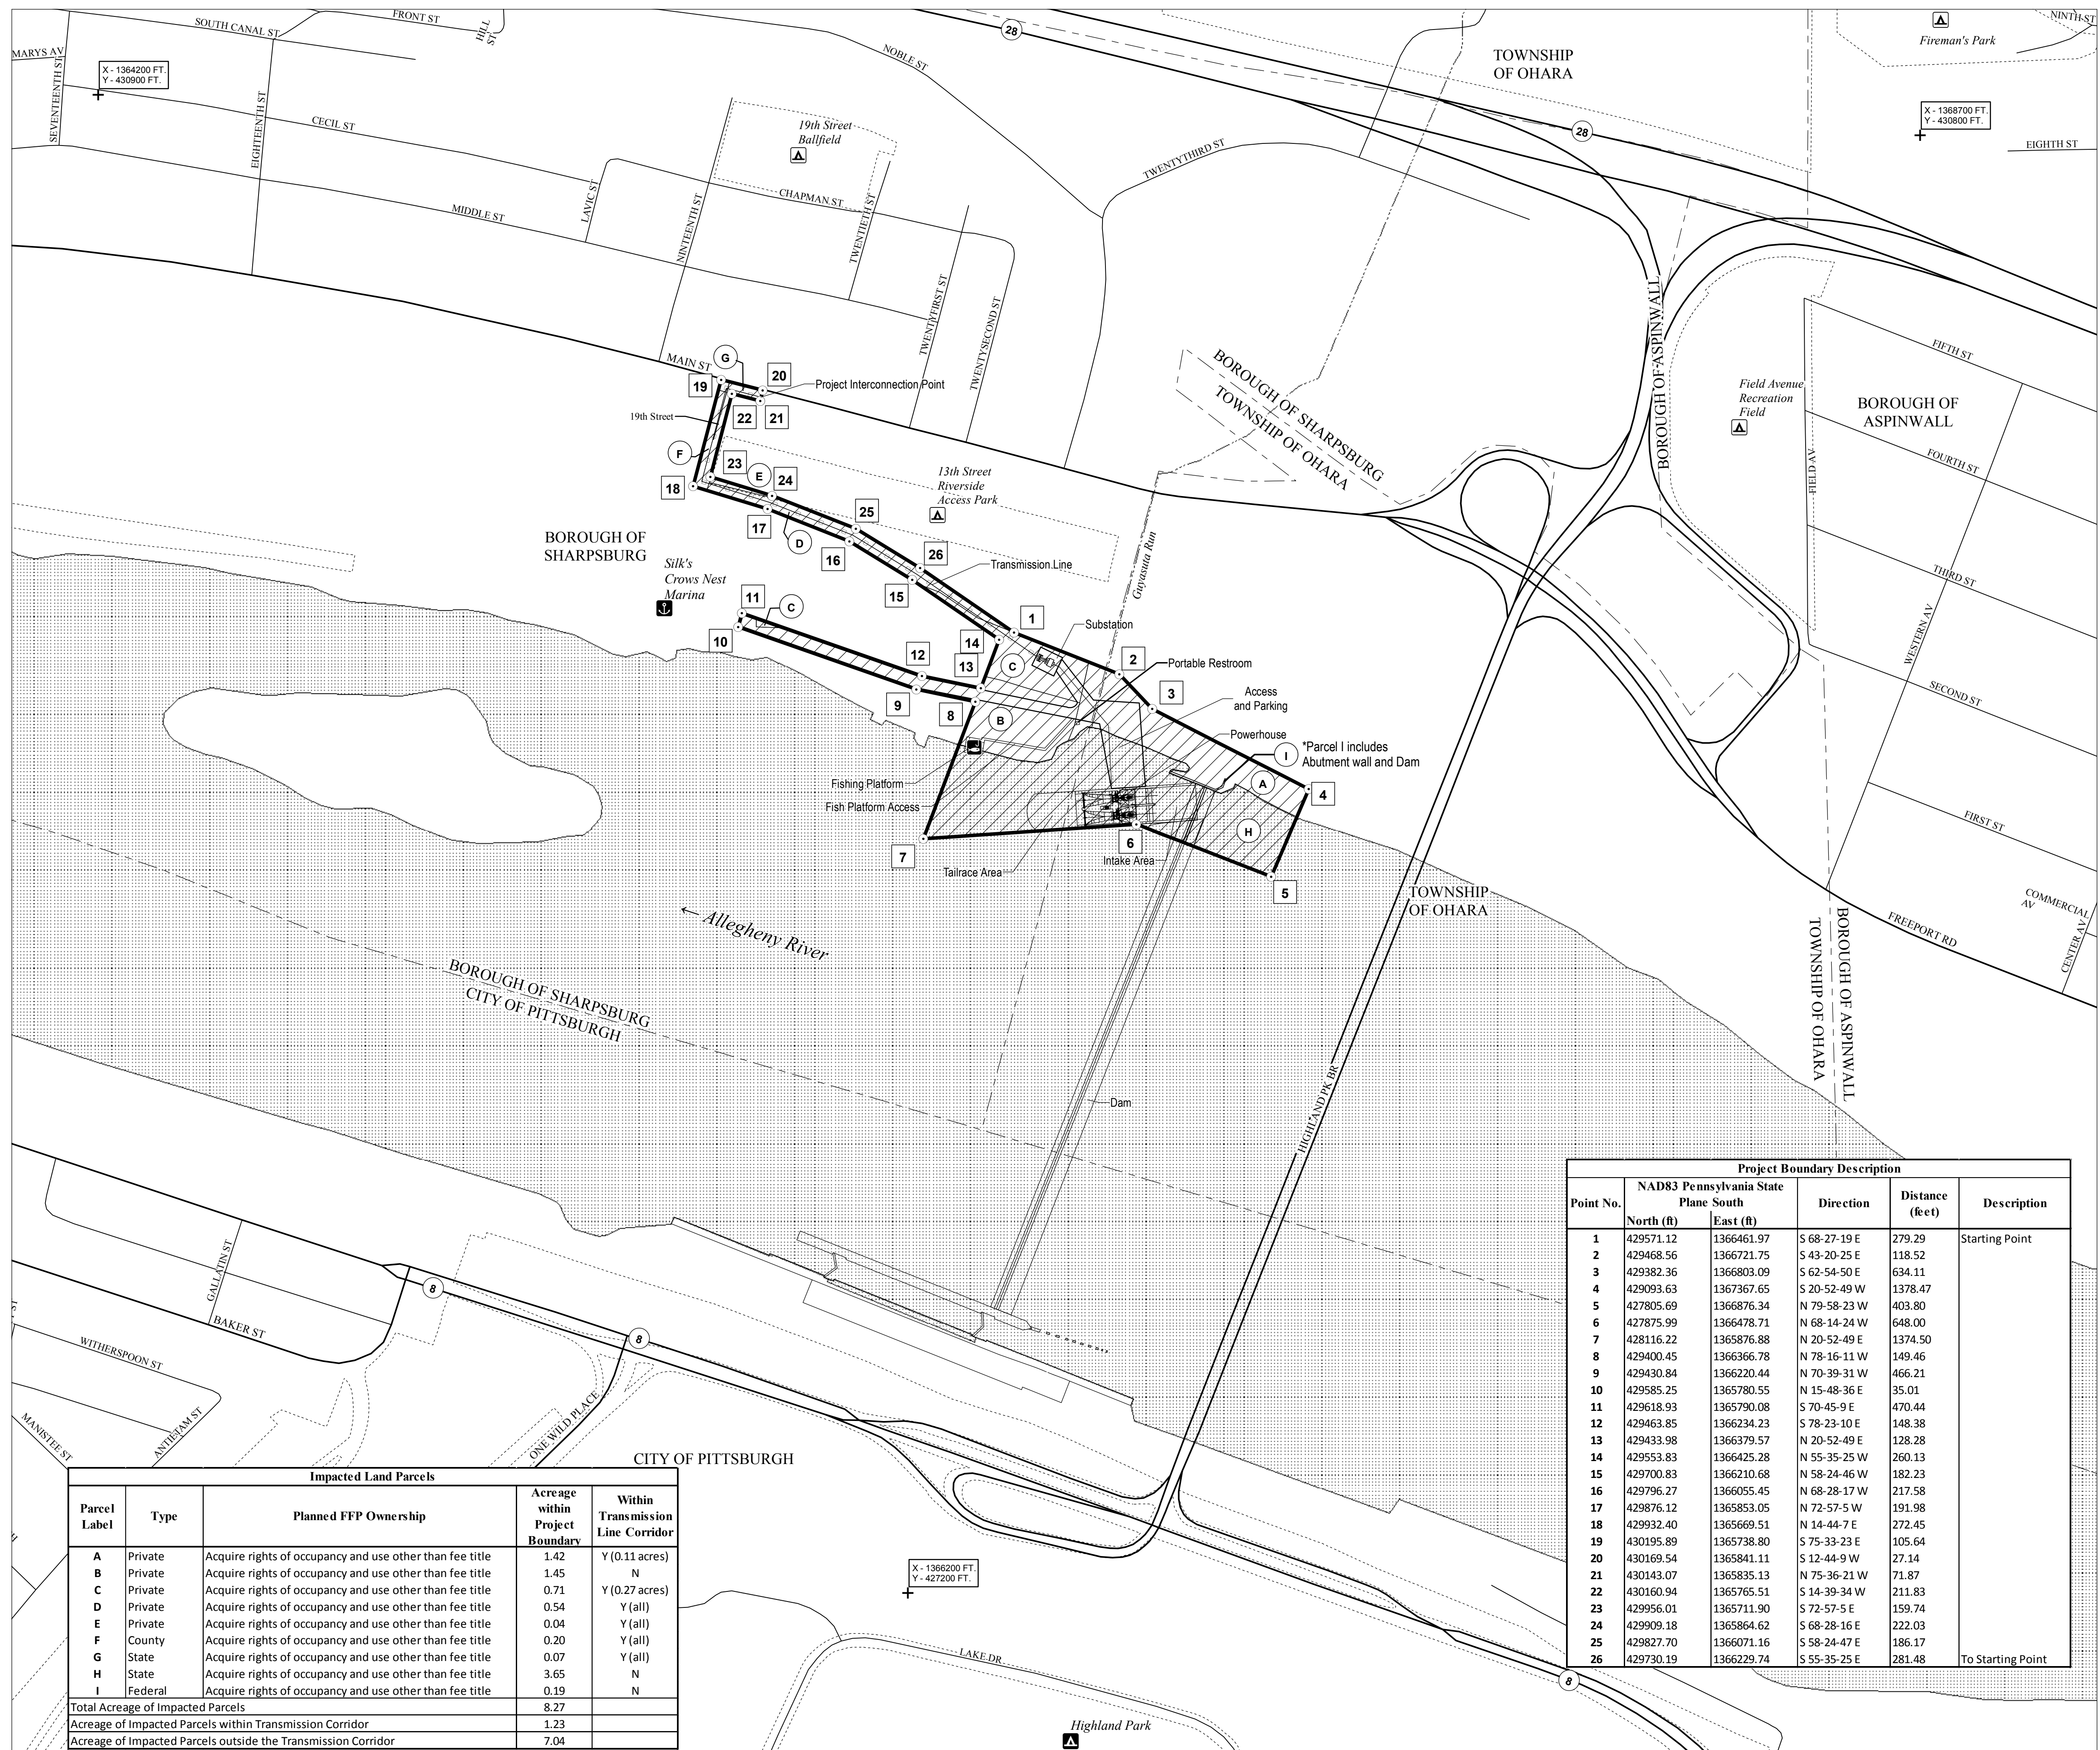 SOUTH CANAL ST
FRONT ST
HILL
ST
28
MARYS AV
SEVENTEENTH ST
EIGHTEENTH ST
X - 1364200 FT.
Y - 430900 FT.
CECIL ST
MIDDLE ST
LAVIC ST
NINTEENTH ST
19th Street
Ballfield
CHAPMAN ST
TWENTIETH ST
NOBLE ST
TWENTYFIRST ST
TWENTYSECOND ST
TWENTYTHIRD ST
TOWNSHIP
OF OHARA
28
Fireman's Park
NINTH ST
X - 1368700 FT.
Y - 430800 FT.
EIGHTH ST
BOROUGH OF ASPINWALL
FIFTH ST
Field Avenue
Recreation
Field
BOROUGH OF
ASPINWALL
FIELD AV
FOURTH ST
THIRD ST
WESTERN AV
SECOND ST
FIRST ST
COMMERCIAL
AV
CENTER AV
FREEPORT RD
BOROUGH OF SHARPSBURG
TOWNSHIP OF OHARA
MAIN ST
G
19
20
Project Interconnection Point
22
21
19th Street
F
23
E
24
18
17
D
25
16
26
15
13th Street
Riverside
Access Park
Transmission Line
Guyasuta Run
BOROUGH OF
SHARPSBURG
Silk's
Crows Nest
Marina
11
C
10
12
13
14
1
C
Substation
2
Portable Restroom
3
Access
and Parking
9
8
B
Powerhouse
I
*Parcel I includes
Abutment wall and Dam
Fishing Platform
Fish Platform Access
A
4
H
7
6
Intake Area
Tailrace Area
5
TOWNSHIP
OF OHARA
← Allegheny River
BOROUGH OF SHARPSBURG
CITY OF PITTSBURGH
Dam
HIGHLAND PK BR
TOWNSHIP OF OHARA
BOROUGH OF ASPINWALL
GALLATIN ST
BAKER ST
8
8
WITHERSPOON ST
MANISTEE ST
ANTIETAM ST
ONE WILD PLACE
CITY OF PITTSBURGH
X - 1366200 FT.
Y - 427200 FT.
LAKE DR
Highland Park
8
Project Boundary Description
Point No. NAD83 Pennsylvania State Plane South Direction Distance (feet) Description
North (ft) East (ft)
1 429571.12 1366461.97 S 68-27-19 E 279.29 Starting Point
2 429468.56 1366721.75 S 43-20-25 E 118.52
3 429382.36 1366803.09 S 62-54-50 E 634.11
4 429093.63 1367367.65 S 20-52-49 W 1378.47
5 427805.69 1366876.34 N 79-58-23 W 403.80
6 427875.99 1366478.71 N 68-14-24 W 648.00
7 428116.22 1365876.88 N 20-52-49 E 1374.50
8 429400.45 1366366.78 N 78-16-11 W 149.46
9 429430.84 1366220.44 N 70-39-31 W 466.21
10 429585.25 1365780.55 N 15-48-36 E 35.01
11 429618.93 1365790.08 S 70-45-9 E 470.44
12 429463.85 1366234.23 S 78-23-10 E 148.38
13 429433.98 1366379.57 N 20-52-49 E 128.28
14 429553.83 1366425.28 N 55-35-25 W 260.13
15 429700.83 1366210.68 N 58-24-46 W 182.23
16 429796.27 1366055.45 N 68-28-17 W 217.58
17 429876.12 1365853.05 N 72-57-5 W 191.98
18 429932.40 1365669.51 N 14-44-7 E 272.45
19 430195.89 1365738.80 S 75-33-23 E 105.64
20 430169.54 1365841.11 S 12-44-9 W 27.14
21 430143.07 1365835.13 N 75-36-21 W 71.87
22 430160.94 1365765.51 S 14-39-34 W 211.83
23 429956.01 1365711.90 S 72-57-5 E 159.74
24 429909.18 1365864.62 S 68-28-16 E 222.03
25 429827.70 1366071.16 S 58-24-47 E 186.17
26 429730.19 1366229.74 S 55-35-25 E 281.48 To Starting Point
Impacted Land Parcels
Parcel Label Type Planned FFP Ownership Acreage within Project Boundary Within Transmission Line Corridor
A Private Acquire rights of occupancy and use other than fee title 1.42 Y (0.11 acres)
B Private Acquire rights of occupancy and use other than fee title 1.45 N
C Private Acquire rights of occupancy and use other than fee title 0.71 Y (0.27 acres)
D Private Acquire rights of occupancy and use other than fee title 0.54 Y (all)
E Private Acquire rights of occupancy and use other than fee title 0.04 Y (all)
F County Acquire rights of occupancy and use other than fee title 0.20 Y (all)
G State Acquire rights of occupancy and use other than fee title 0.07 Y (all)
H State Acquire rights of occupancy and use other than fee title 3.65 N
I Federal Acquire rights of occupancy and use other than fee title 0.19 N
Total Acreage of Impacted Parcels 8.27
Acreage of Impacted Parcels within Transmission Corridor 1.23
Acreage of Impacted Parcels outside the Transmission Corridor 7.04